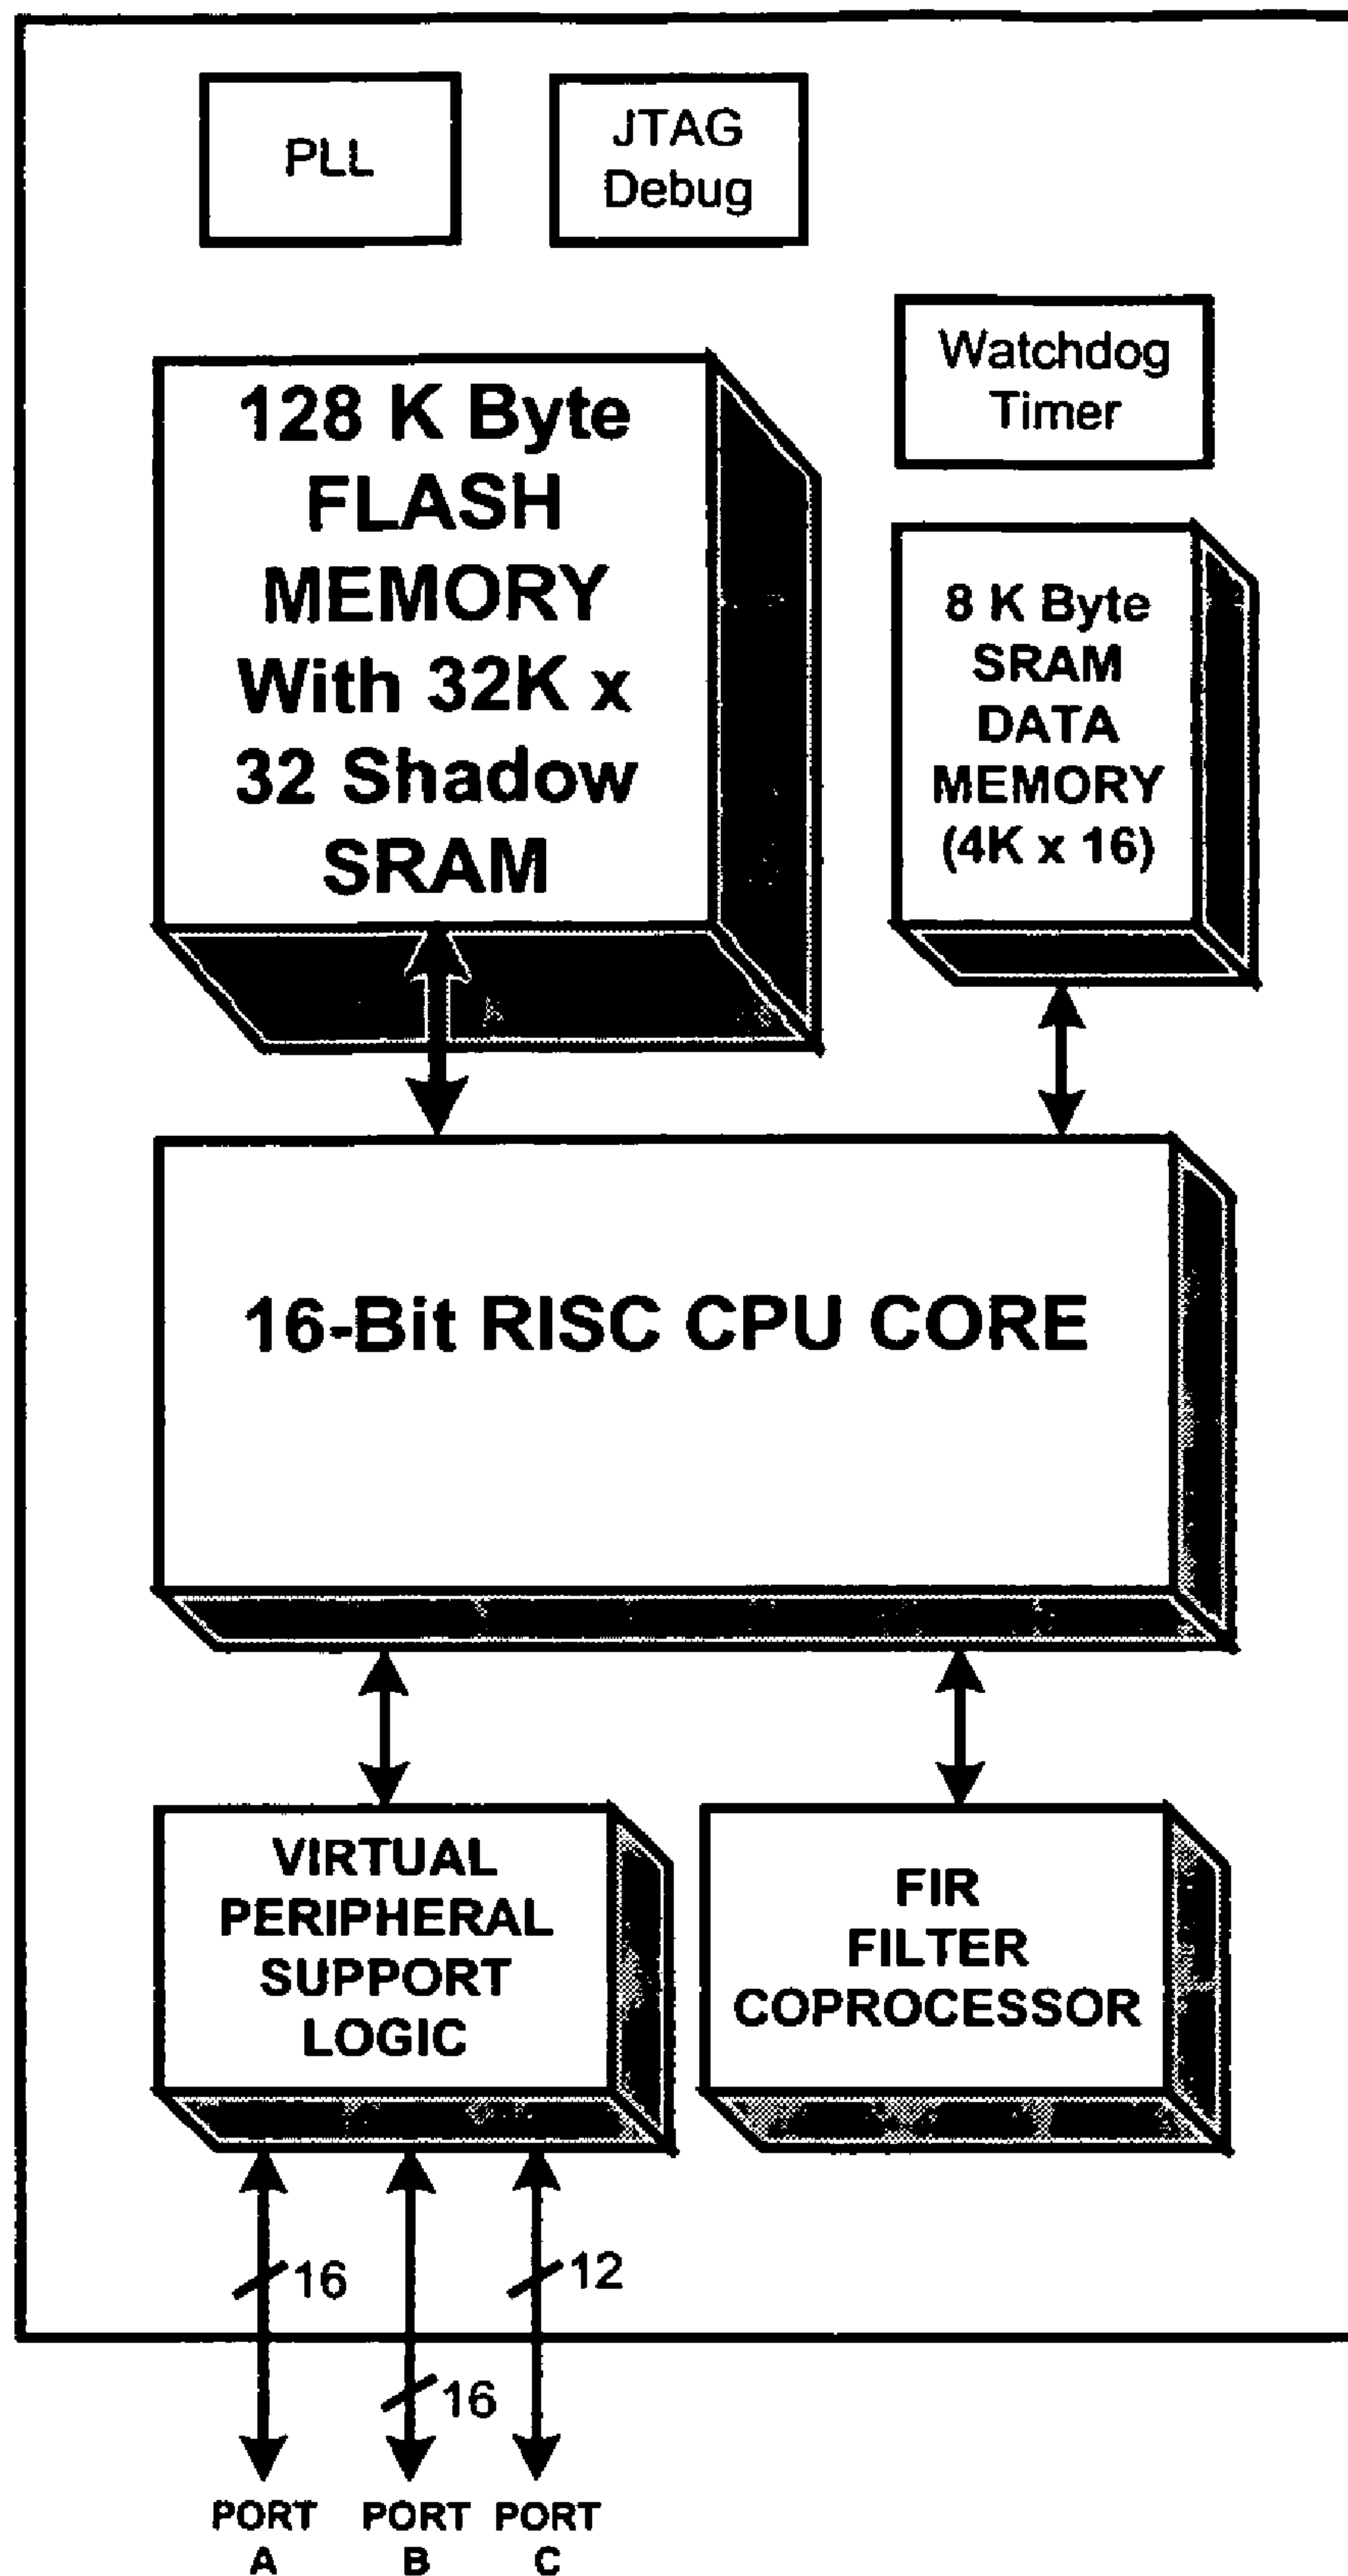 PLL
JTAG
Debug
Watchdog
Timer
128 K Byte
FLASH
MEMORY
With 32K x
32 Shadow
SRAM
8 K Byte
SRAM
DATA
MEMORY
(4K x 16)
16-Bit RISC CPU CORE
VIRTUAL
PERIPHERAL
SUPPORT
LOGIC
FIR
FILTER
COPROCESSOR
16
12
16
PORT
A
PORT
B
PORT
C